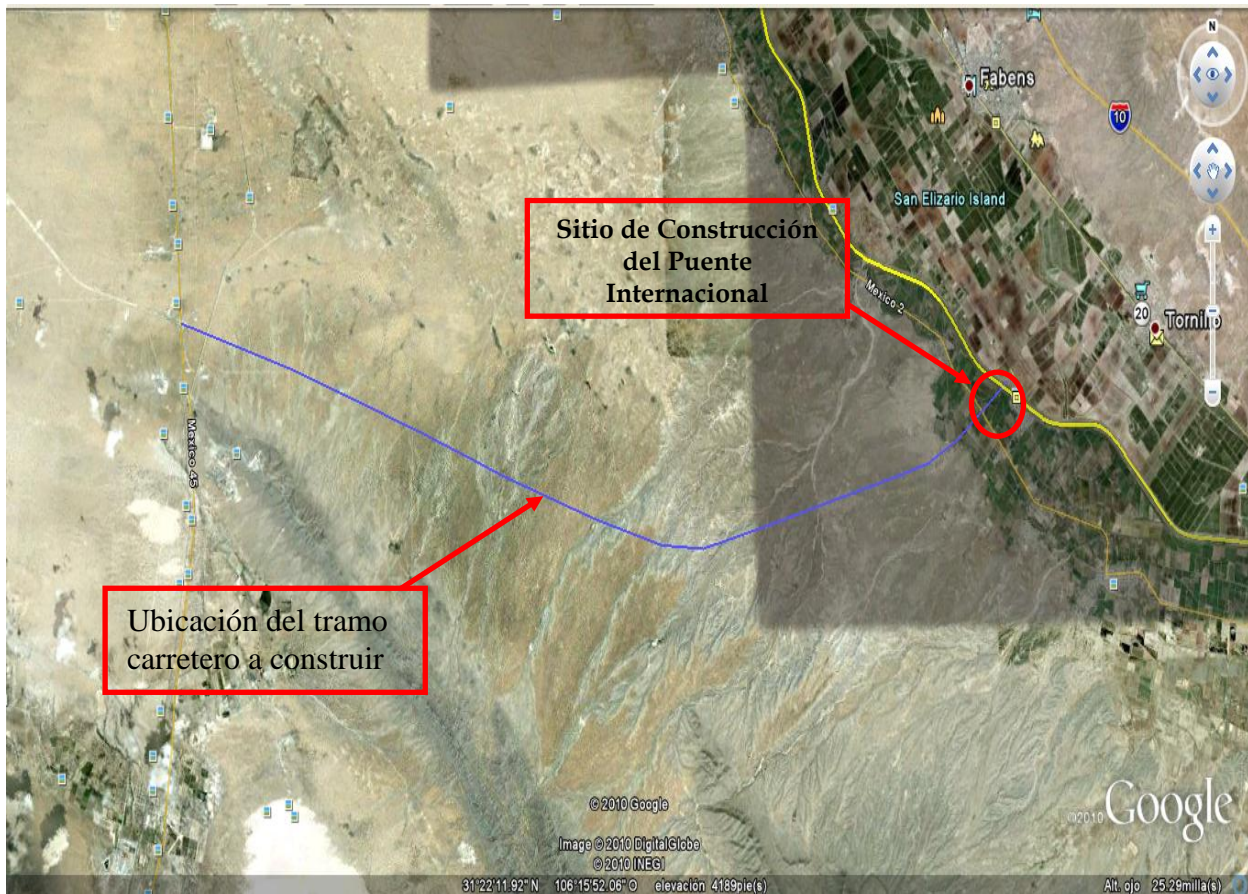 N
Fabens
10
San Elizario Island
Sitio de Construcción
del Puente
Internacional
Mexico 2
20
Tornillo
Mexico 45
Ubicación del tramo
carretero a construir
© 2010 Google
Image © 2010 DigitalGlobe
© 2010 INEGI
©2010 Google
31°22'11.92" N 106°15'52.06" O elevación 4189pie(s) Alt. ojo 25.29milla(s)